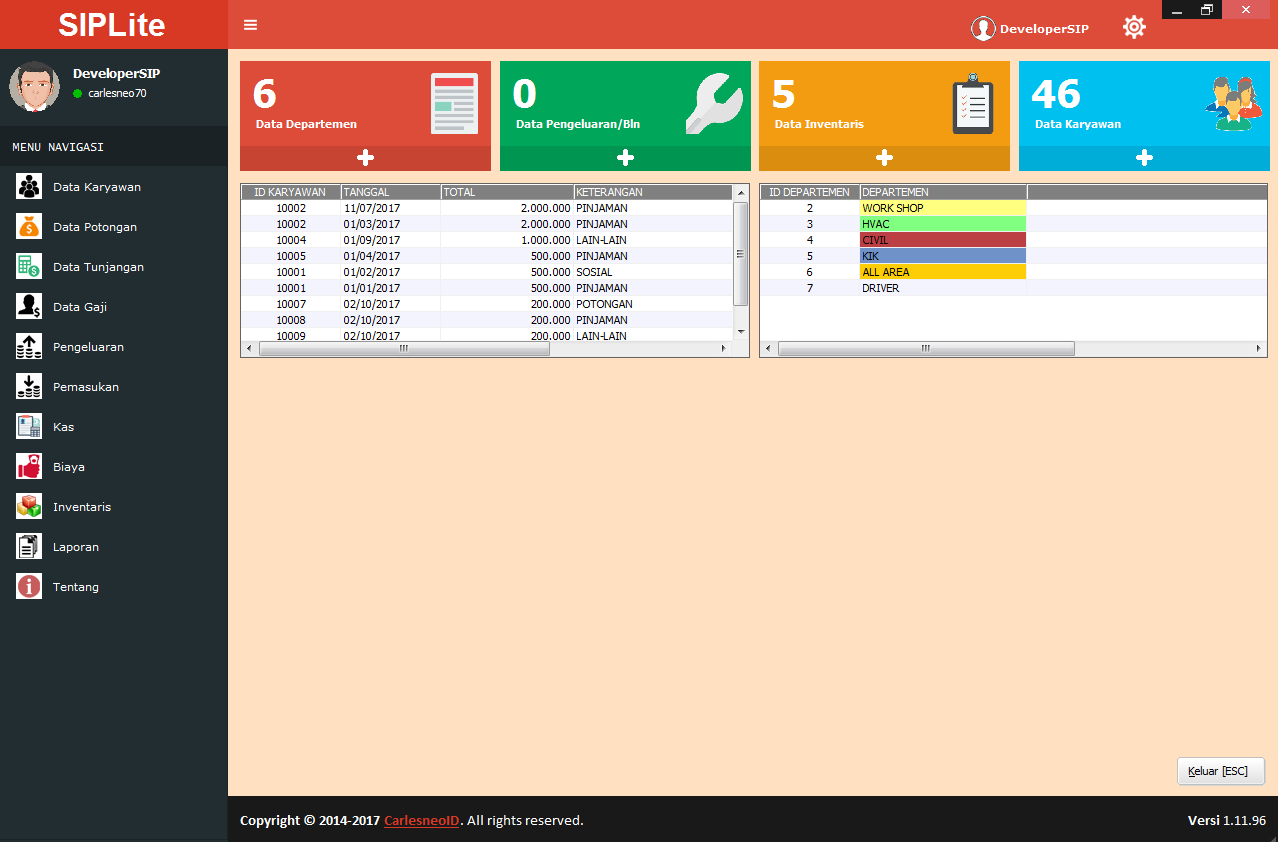 SIPLite
DeveloperSIP
DeveloperSIP
carlesneo70
MENU NAVIGASI
Data Karyawan
Data Potongan
Data Tunjangan
Data Gaji
Pengeluaran
Pemasukan
Kas
Biaya
Inventaris
Laporan
Tentang
6
Data Departemen
0
Data Pengeluaran/Bln
5
Data Inventaris
46
Data Karyawan
ID KARYAWAN TANGGAL TOTAL KETERANGAN
10002 11/07/2017 2.000.000 PINJAMAN
10002 01/03/2017 2.000.000 PINJAMAN
10004 01/09/2017 1.000.000 LAIN-LAIN
10005 01/04/2017 500.000 PINJAMAN
10001 01/02/2017 500.000 SOSIAL
10001 01/01/2017 500.000 PINJAMAN
10007 02/10/2017 200.000 POTONGAN
10008 02/10/2017 200.000 PINJAMAN
10009 02/10/2017 200.000 LAIN-LAIN
ID DEPARTEMEN DEPARTEMEN
2 WORK SHOP
3 HVAC
4 CIVIL
5 KIK
6 ALL AREA
7 DRIVER
Keluar [ESC]
Copyright © 2014-2017 CarlesneoID. All rights reserved.
Versi 1.11.96